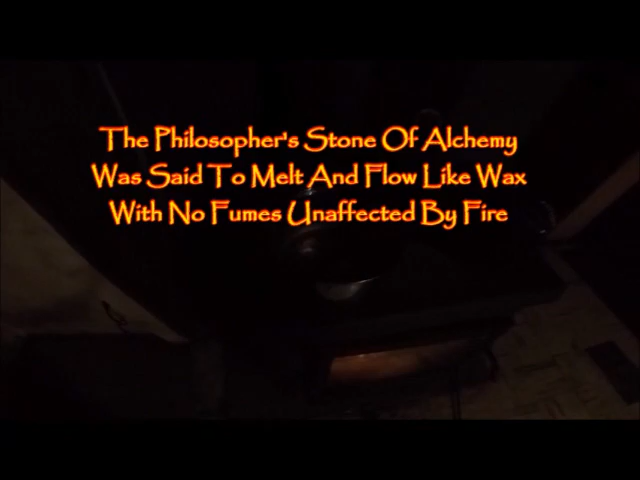 The Philosopher's Stone Of Alchemy
Was Said To Melt And Flow Like Wax
With No Fumes Unaffected By Fire